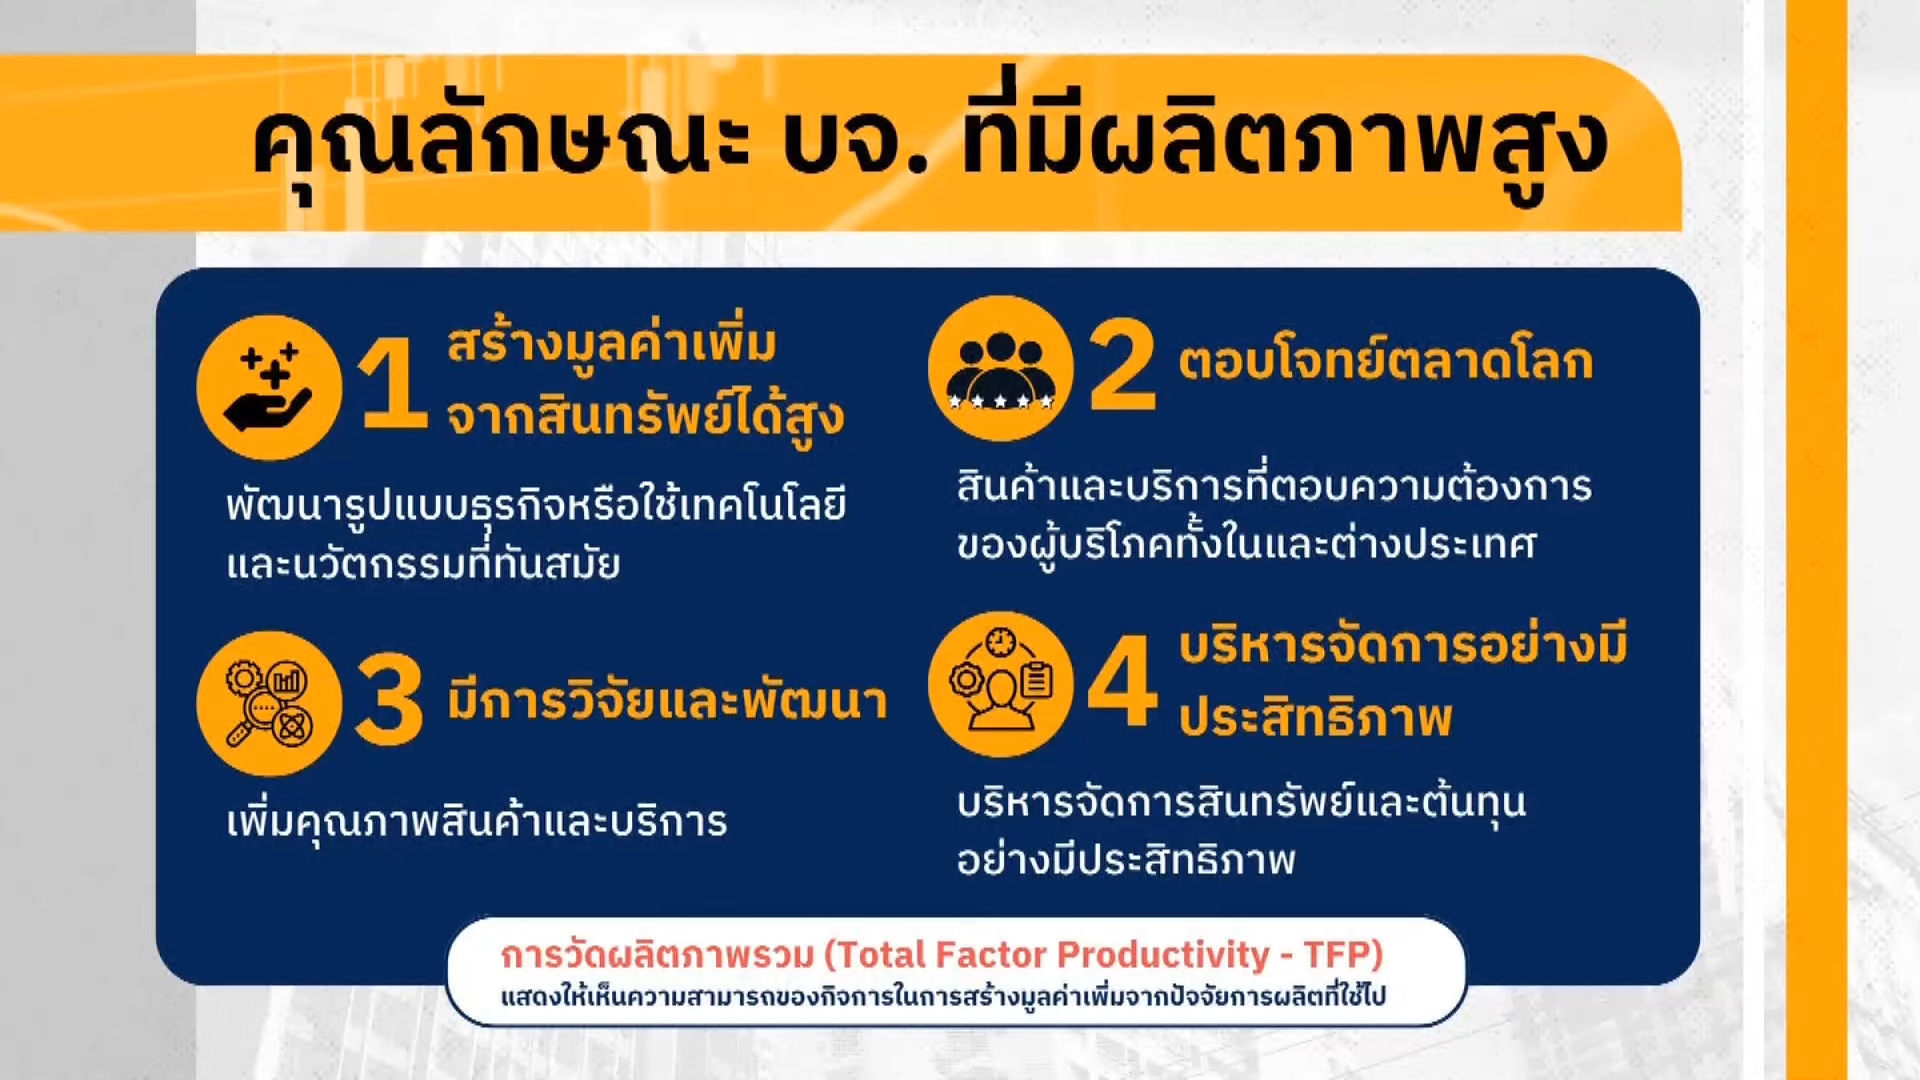 คุณลักษณะ บจ. ที่มีผลิตภาพสูง
1 สร้างมูลค่าเพิ่ม
จากสินทรัพย์ได้สูง
พัฒนารูปแบบธุรกิจหรือใช้เทคโนโลยี
และนวัตกรรมที่ทันสมัย
2 ตอบโจทย์ตลาดโลก
สินค้าและบริการที่ตอบความต้องการ
ของผู้บริโภคทั้งในและต่างประเทศ
3 มีการวิจัยและพัฒนา
เพิ่มคุณภาพสินค้าและบริการ
4 บริหารจัดการอย่างมี
ประสิทธิภาพ
บริหารจัดการสินทรัพย์และต้นทุน
อย่างมีประสิทธิภาพ
การวัดผลิตภาพรวม (Total Factor Productivity - TFP)
แสดงให้เห็นความสามารถของกิจการในการสร้างมูลค่าเพิ่มจากปัจจัยการผลิตที่ใช้ไป